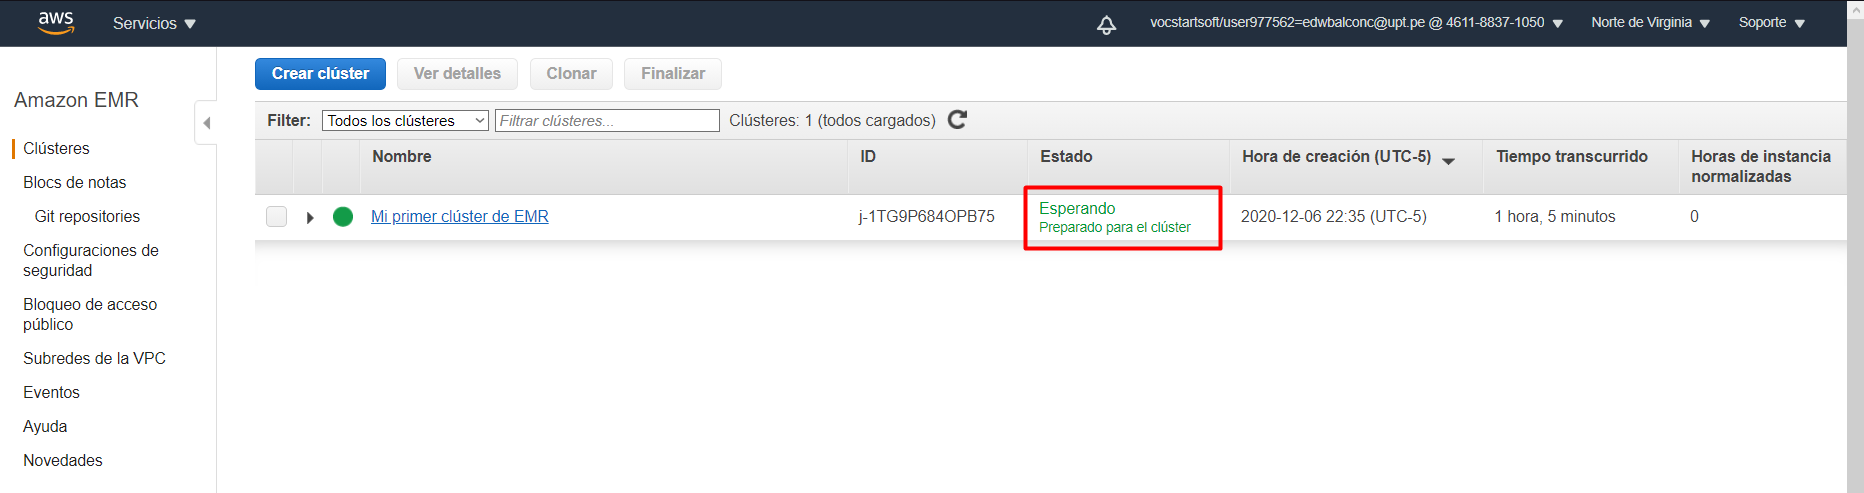 aws
Servicios
vocstartsoft/user977562=edwbalconc@upt.pe @ 4611-8837-1050
Norte de Virginia
Soporte
Amazon EMR
Clústeres
Blocs de notas
Git repositories
Configuraciones de
seguridad
Bloqueo de acceso
público
Subredes de la VPC
Eventos
Ayuda
Novedades
Crear clúster
Ver detalles
Clonar
Finalizar
Filter:
Todos los clústeres
Filtrar clústeres...
Clústeres: 1 (todos cargados)
Nombre
ID
Estado
Hora de creación (UTC-5)
Tiempo transcurrido
Horas de instancia
normalizadas
Mi primer clúster de EMR
j-1TG9P684OPB75
Esperando
Preparado para el clúster
2020-12-06 22:35 (UTC-5)
1 hora, 5 minutos
0